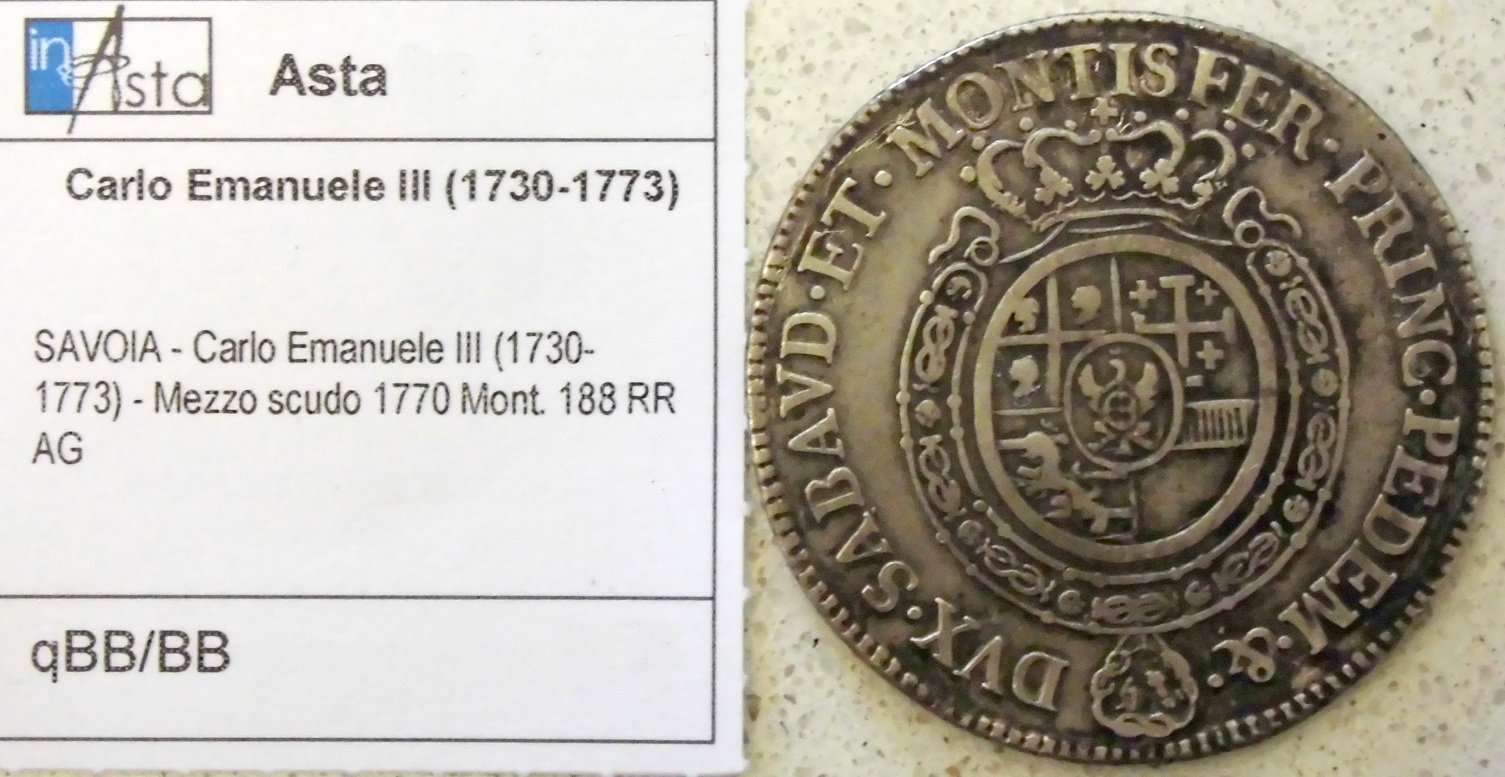 inAsta
Asta
Carlo Emanuele III (1730-1773)
SAVOIA - Carlo Emanuele III (1730-
1773) - Mezzo scudo 1770 Mont. 188 RR
AG
qBB/BB
DVX·SABAVD·ET·MONTISFER·PRINC·PEDEM·&·